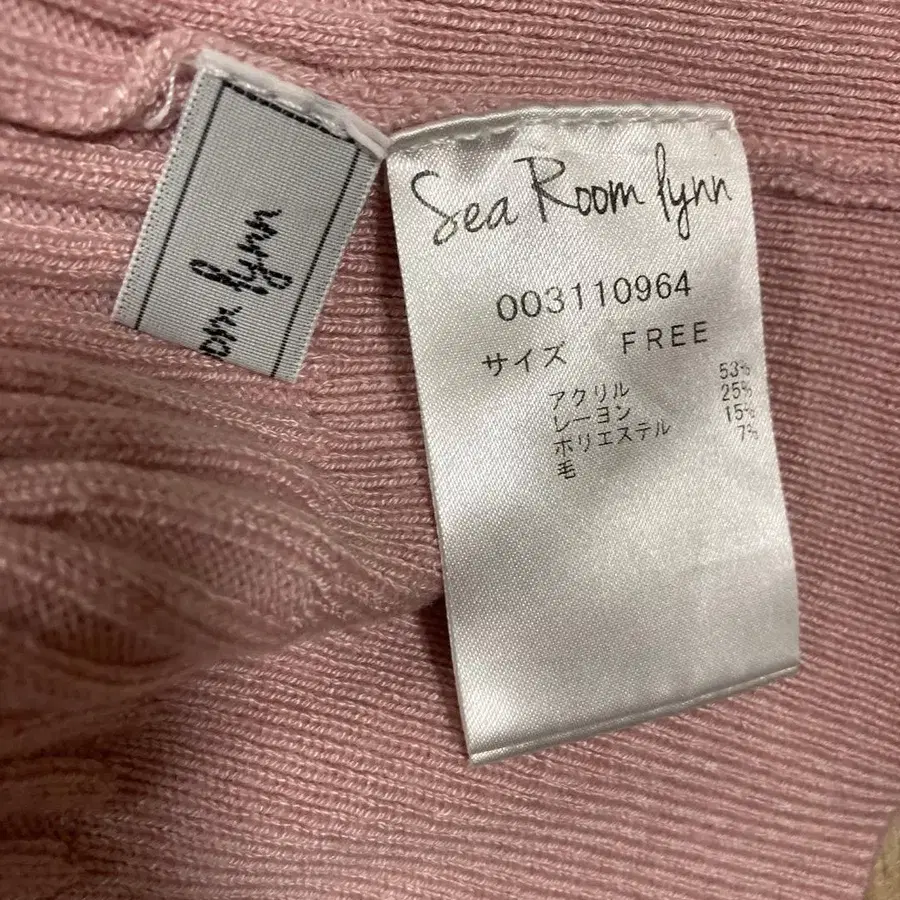 Sea Room lynn
003110964
サイズ FREE
アクリル 53%
レーヨン 25%
ポリエステル 15%
毛 7%
lynn